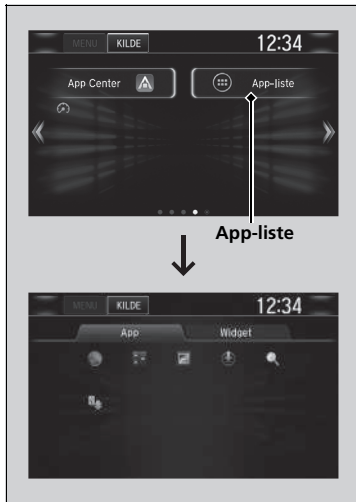 MENU KILDE 12:34
App Center App-liste
App-liste
MENU KILDE 12:34
App Widget